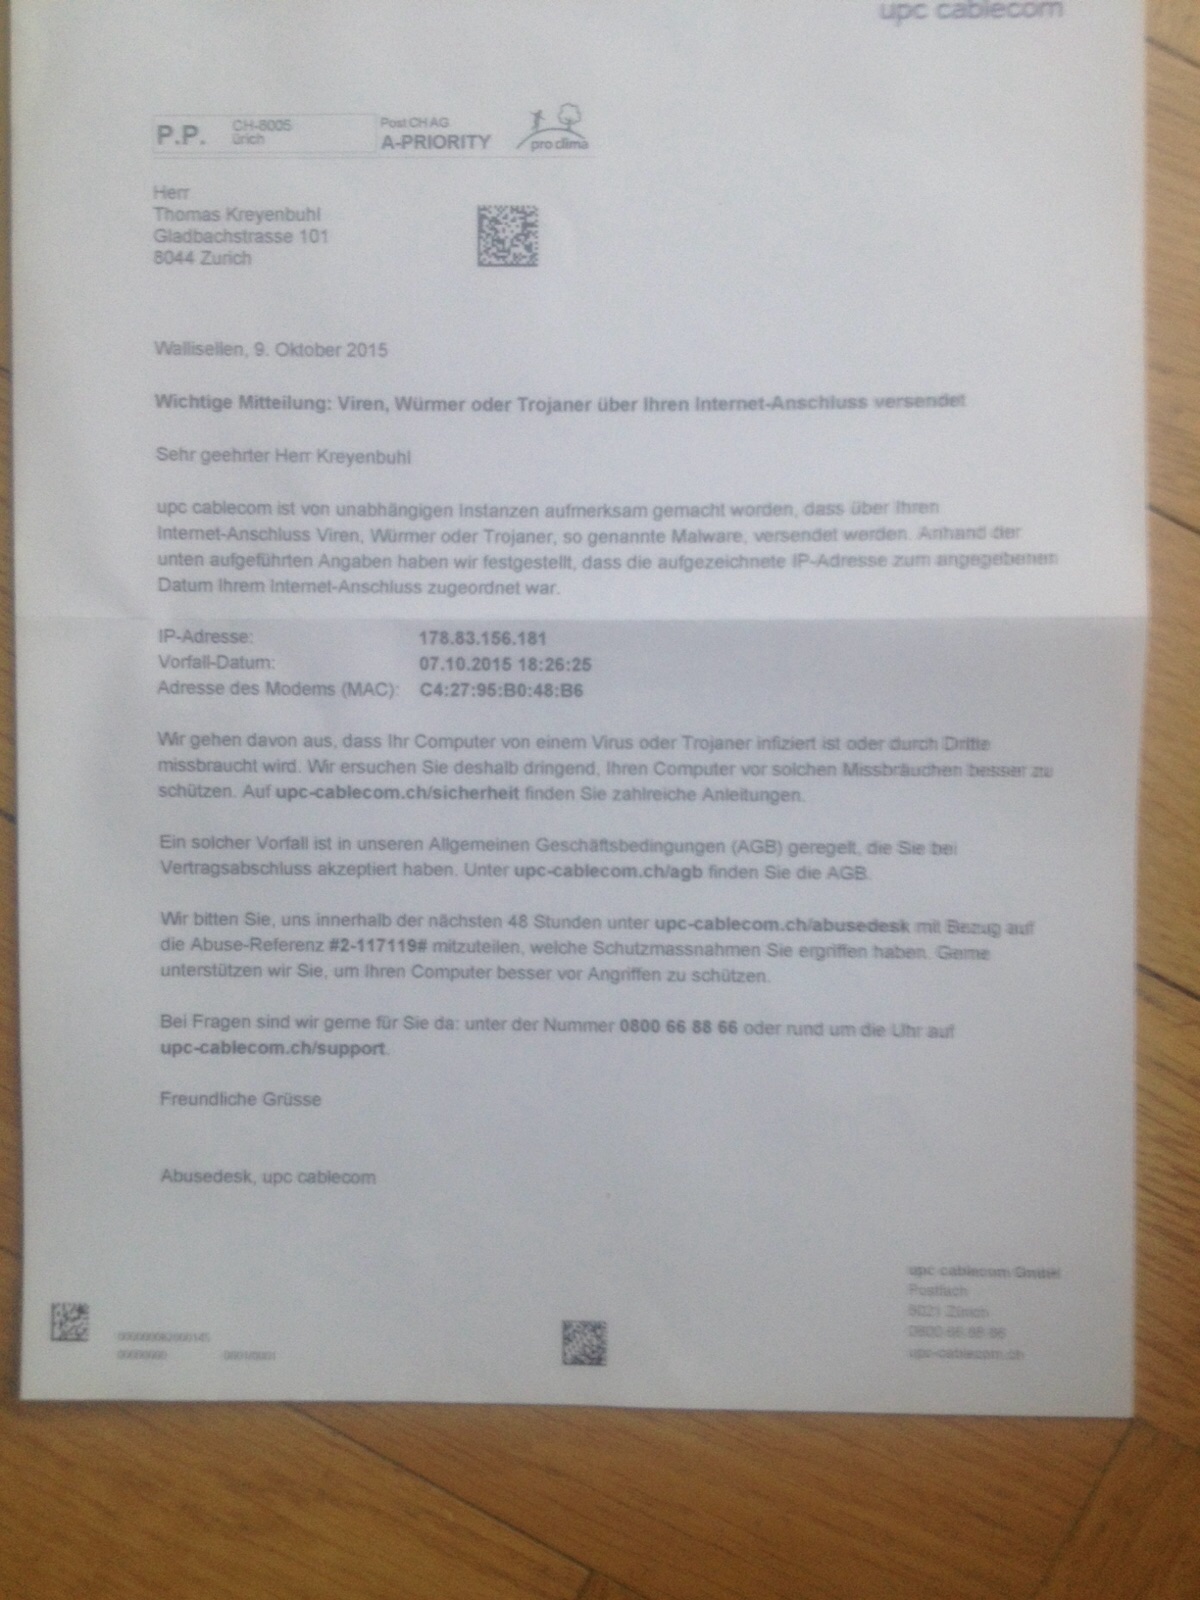 upc cablecom
P.P. CH-8005 Post CH AG
ürich A-PRIORITY pro clima
Herr
Thomas Kreyenbuhl
Gladbachstrasse 101
8044 Zurich
Wallisellen, 9. Oktober 2015
Wichtige Mitteilung: Viren, Würmer oder Trojaner über Ihren Internet-Anschluss versendet
Sehr geehrter Herr Kreyenbuhl
upc cablecom ist von unabhängigen Instanzen aufmerksam gemacht worden, dass über Ihren
Internet-Anschluss Viren, Würmer oder Trojaner, so genannte Malware, versendet werden. Anhand der
unten aufgeführten Angaben haben wir festgestellt, dass die aufgezeichnete IP-Adresse zum angegebenen
Datum Ihrem Internet-Anschluss zugeordnet war.
IP-Adresse: 178.83.156.181
Vorfall-Datum: 07.10.2015 18:26:25
Adresse des Modems (MAC): C4:27:95:B0:48:B6
Wir gehen davon aus, dass Ihr Computer von einem Virus oder Trojaner infiziert ist oder durch Dritte
missbraucht wird. Wir ersuchen Sie deshalb dringend, Ihren Computer vor solchen Missbräuchen besser zu
schützen. Auf upc-cablecom.ch/sicherheit finden Sie zahlreiche Anleitungen.
Ein solcher Vorfall ist in unseren Allgemeinen Geschäftsbedingungen (AGB) geregelt, die Sie bei
Vertragsabschluss akzeptiert haben. Unter upc-cablecom.ch/agb finden Sie die AGB.
Wir bitten Sie, uns innerhalb der nächsten 48 Stunden unter upc-cablecom.ch/abusedesk mit Bezug auf
die Abuse-Referenz #2-117119# mitzuteilen, welche Schutzmassnahmen Sie ergriffen haben. Gerne
unterstützen wir Sie, um Ihren Computer besser vor Angriffen zu schützen.
Bei Fragen sind wir gerne für Sie da: unter der Nummer 0800 66 88 66 oder rund um die Uhr auf
upc-cablecom.ch/support.
Freundliche Grüsse
Abusedesk, upc cablecom
upc cablecom GmbH
Postfach
8021 Zürich
0800 66 88 66
upc-cablecom.ch